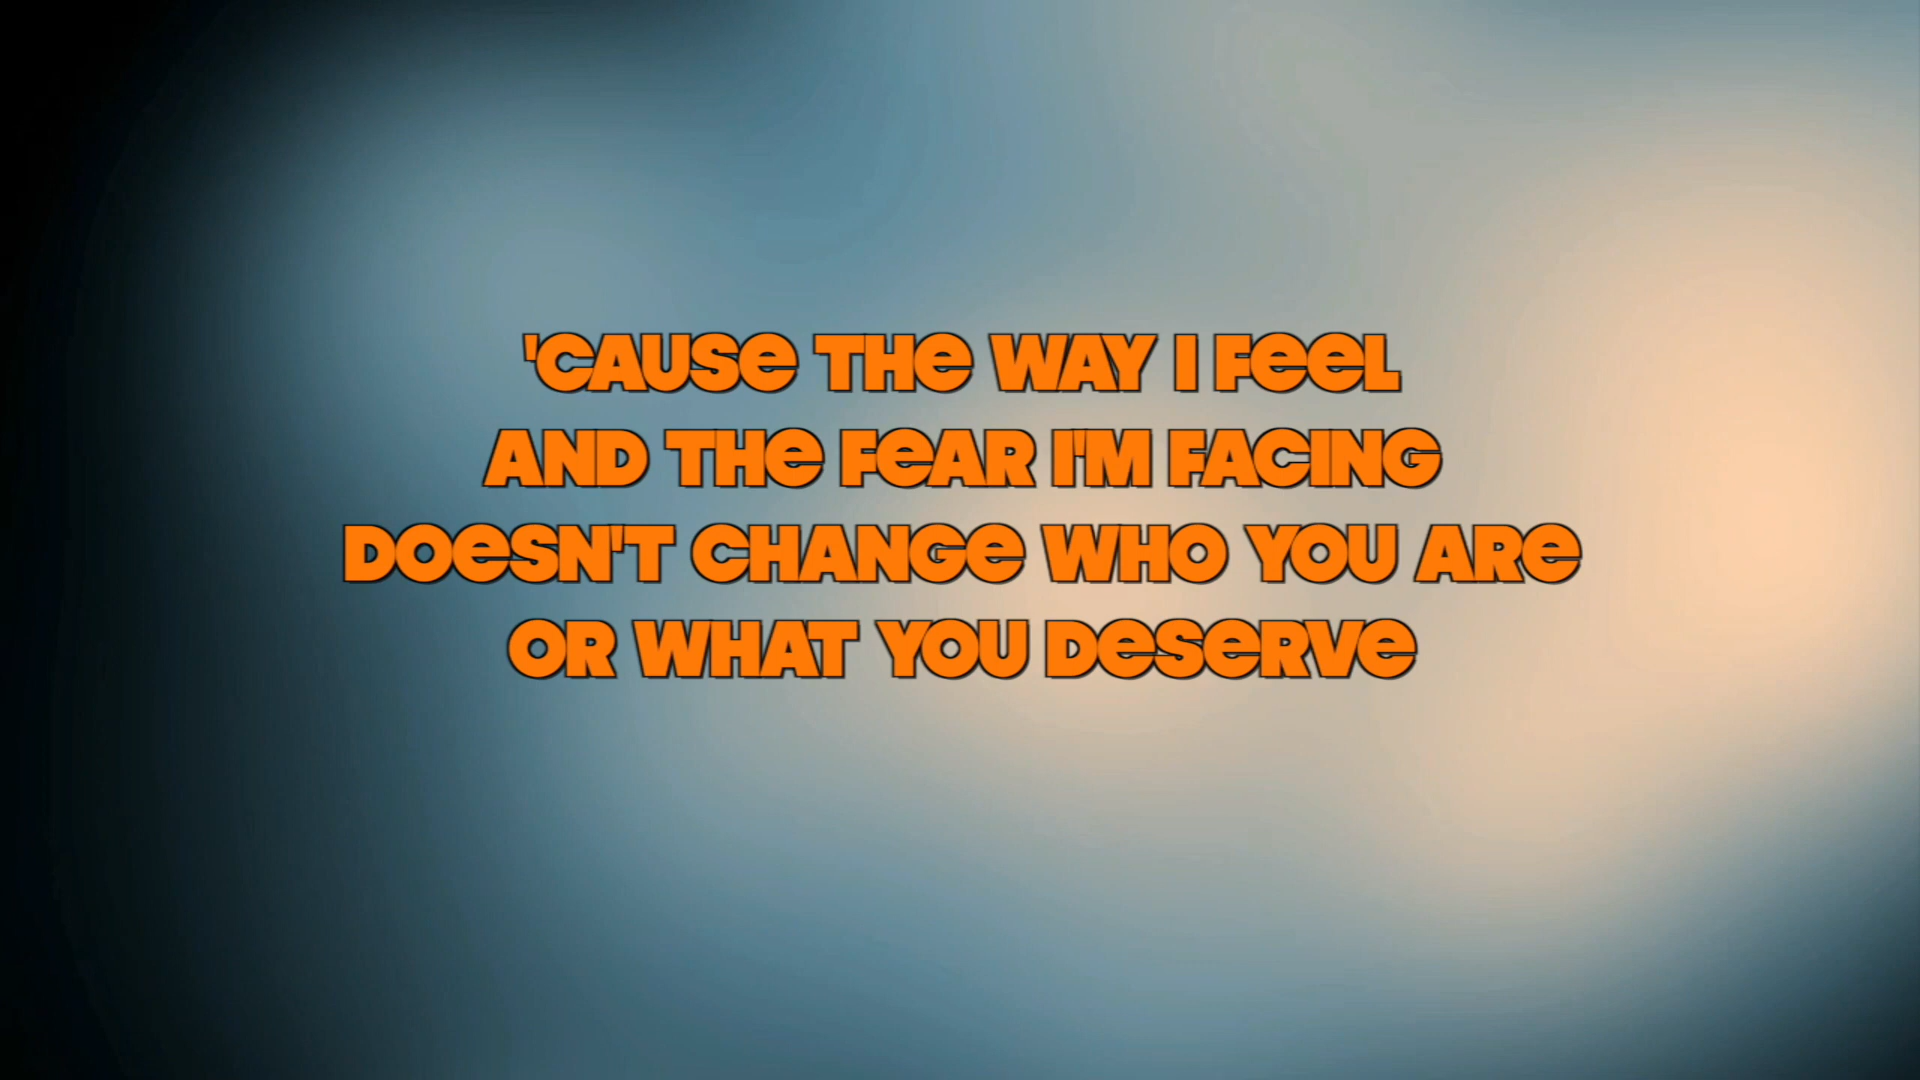 'CAUSE THE WAY I FEEL
AND THE FEAR I'M FACING
DOESN'T CHANGE WHO YOU ARE
OR WHAT YOU DESERVE